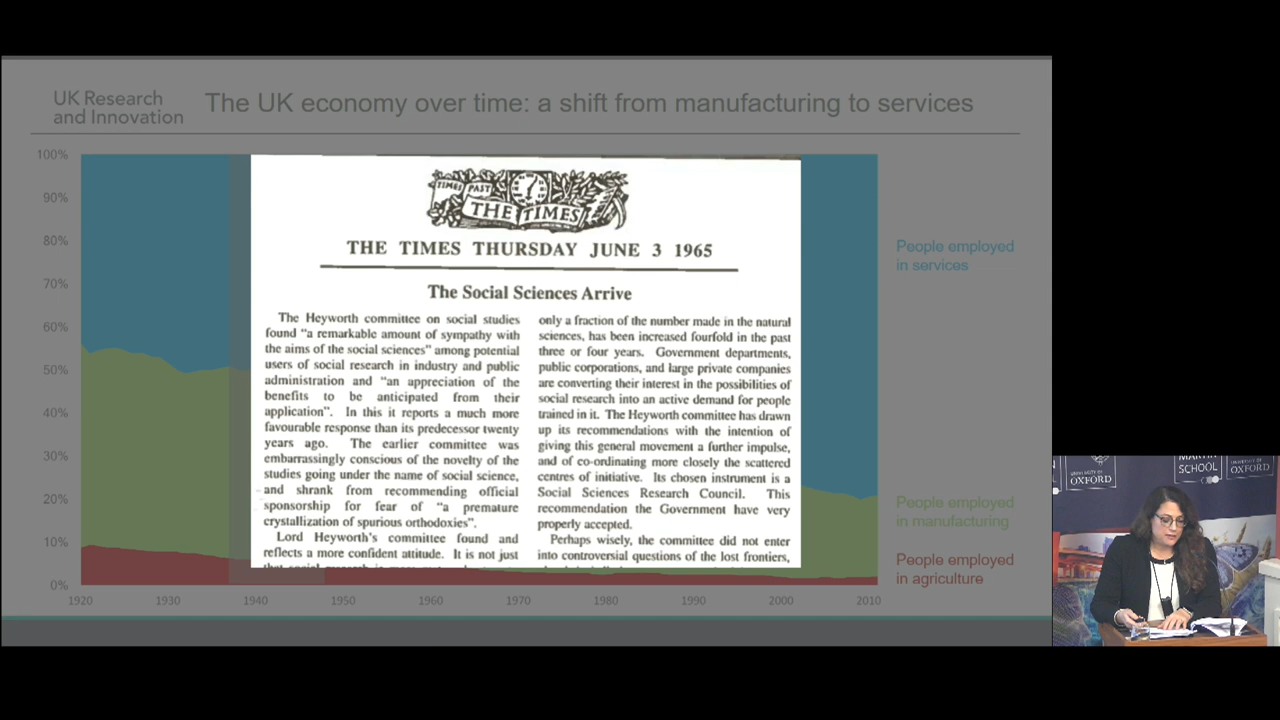 UK Research
and Innovation
The UK economy over time: a shift from manufacturing to services
100%
90%
80%
70%
60%
50%
40%
30%
20%
10%
0%
1920
1930
1940
1950
1960
1970
1980
1990
2000
2010
People employed
in services
People employed
in manufacturing
People employed
in agriculture
TIMES PAST
THE TIMES
THE TIMES THURSDAY JUNE 3 1965
The Social Sciences Arrive
The Heyworth committee on social studies
found "a remarkable amount of sympathy with
the aims of the social sciences" among potential
users of social research in industry and public
administration and "an appreciation of the
benefits to be anticipated from their
application". In this it reports a much more
favourable response than its predecessor twenty
years ago. The earlier committee was
embarrassingly conscious of the novelty of the
studies going under the name of social science,
and shrank from recommending official
sponsorship for fear of "a premature
crystallization of spurious orthodoxies".
Lord Heyworth's committee found and
reflects a more confident attitude. It is not just
only a fraction of the number made in the natural
sciences, has been increased fourfold in the past
three or four years. Government departments,
public corporations, and large private companies
are converting their interest in the possibilities of
social research into an active demand for people
trained in it. The Heyworth committee has drawn
up its recommendations with the intention of
giving this general movement a further impulse,
and of co-ordinating more closely the scattered
centres of initiative. Its chosen instrument is a
Social Sciences Research Council. This
recommendation the Government have very
properly accepted.
Perhaps wisely, the committee did not enter
into controversial questions of the lost frontiers,
UNIVERSITY OF
OXFORD
MARTIN
SCHOOL
UNIVERSITY OF
OXFORD